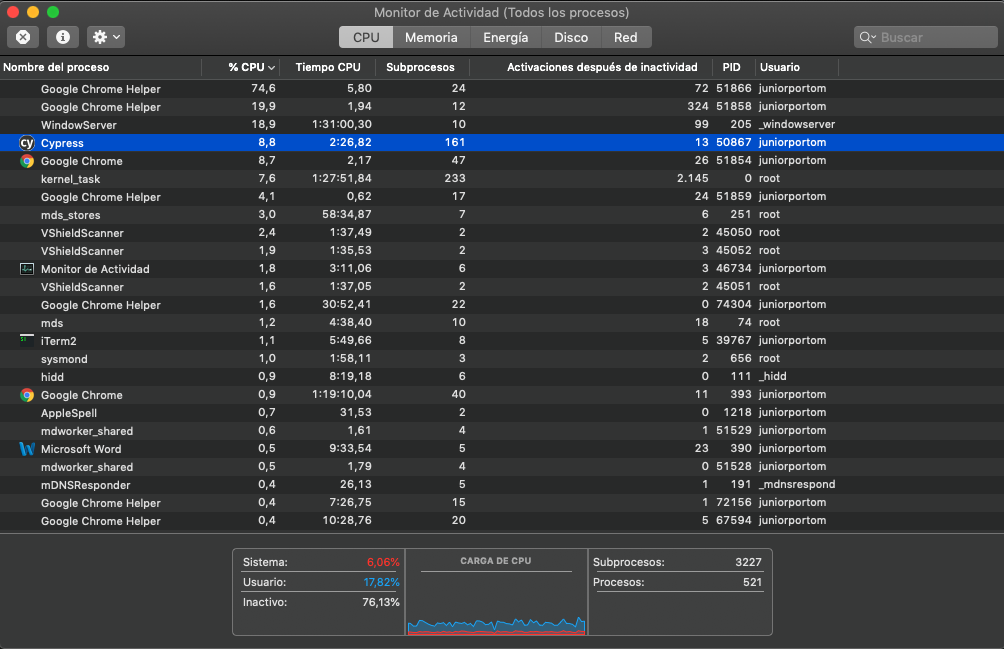 Monitor de Actividad (Todos los procesos)
CPU Memoria Energía Disco Red Buscar
Nombre del proceso % CPU Tiempo CPU Subprocesos Activaciones después de inactividad PID Usuario
Google Chrome Helper 74,6 5,80 24 72 51866 juniorportom
Google Chrome Helper 19,9 1,94 12 324 51858 juniorportom
WindowServer 18,9 1:31:00,30 10 99 205 _windowserver
cy Cypress 8,8 2:26,82 161 13 50867 juniorportom
Google Chrome 8,7 2,17 47 26 51854 juniorportom
kernel_task 7,6 1:27:51,84 233 2.145 0 root
Google Chrome Helper 4,1 0,62 17 24 51859 juniorportom
mds_stores 3,0 58:34,87 7 6 251 root
VShieldScanner 2,4 1:37,49 2 2 45050 root
VShieldScanner 1,9 1:35,53 2 3 45052 root
Monitor de Actividad 1,8 3:11,06 6 3 46734 juniorportom
VShieldScanner 1,6 1:37,05 2 2 45051 root
Google Chrome Helper 1,6 30:52,41 22 0 74304 juniorportom
mds 1,2 4:38,40 10 18 74 root
iTerm2 1,1 5:49,66 8 5 39767 juniorportom
sysmond 1,0 1:58,11 3 2 656 root
hidd 0,9 8:19,18 6 0 111 _hidd
Google Chrome 0,9 1:19:10,04 40 11 393 juniorportom
AppleSpell 0,7 31,53 2 0 1218 juniorportom
mdworker_shared 0,6 1,61 4 1 51529 juniorportom
Microsoft Word 0,5 9:33,54 5 23 390 juniorportom
mdworker_shared 0,5 1,79 4 0 51528 juniorportom
mDNSResponder 0,4 26,13 5 1 191 _mdnsrespond
Google Chrome Helper 0,4 7:26,75 15 1 72156 juniorportom
Google Chrome Helper 0,4 10:28,76 20 5 67594 juniorportom
Sistema: 6,06%
Usuario: 17,82%
Inactivo: 76,13%
CARGA DE CPU
Subprocesos: 3227
Procesos: 521